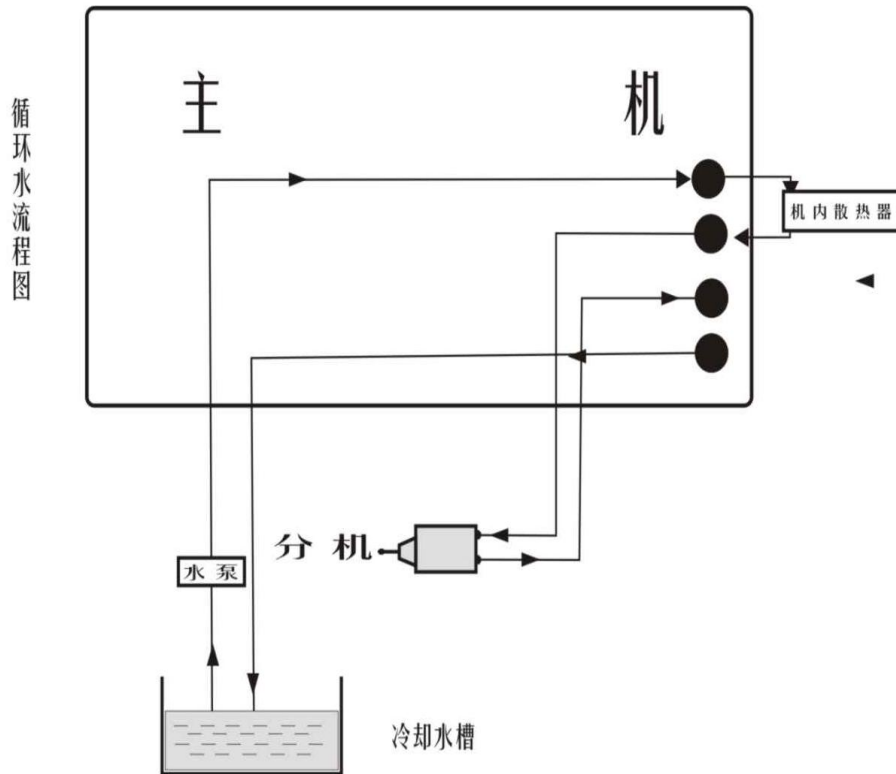 循环水流程图
主机
机内散热器
分机
水泵
冷却水槽